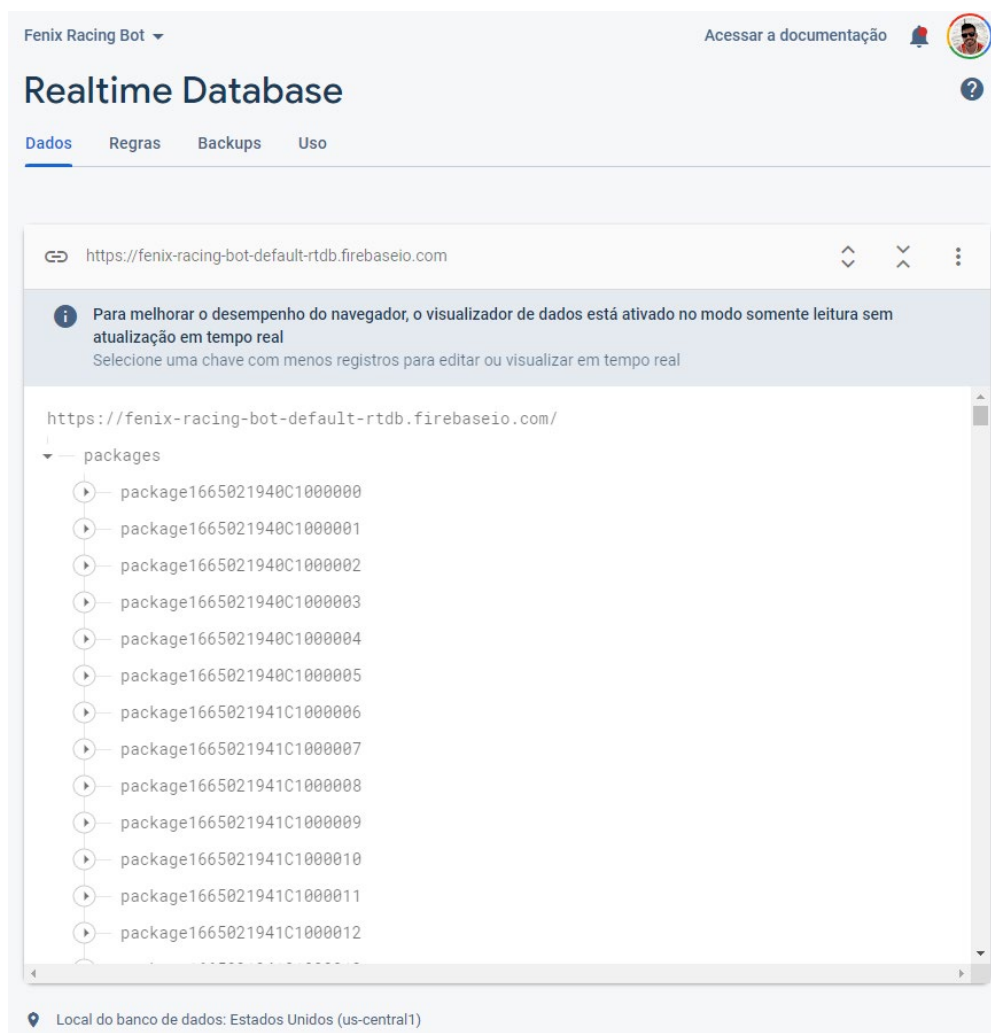 Fenix Racing Bot
Acessar a documentação
Realtime Database
Dados Regras Backups Uso
https://fenix-racing-bot-default-rtdb.firebaseio.com
Para melhorar o desempenho do navegador, o visualizador de dados está ativado no modo somente leitura sem
atualização em tempo real
Selecione uma chave com menos registros para editar ou visualizar em tempo real
https://fenix-racing-bot-default-rtdb.firebaseio.com/
packages
package1665021940C1000000
package1665021940C1000001
package1665021940C1000002
package1665021940C1000003
package1665021940C1000004
package1665021940C1000005
package1665021941C1000006
package1665021941C1000007
package1665021941C1000008
package1665021941C1000009
package1665021941C1000010
package1665021941C1000011
package1665021941C1000012
Local do banco de dados: Estados Unidos (us-central1)